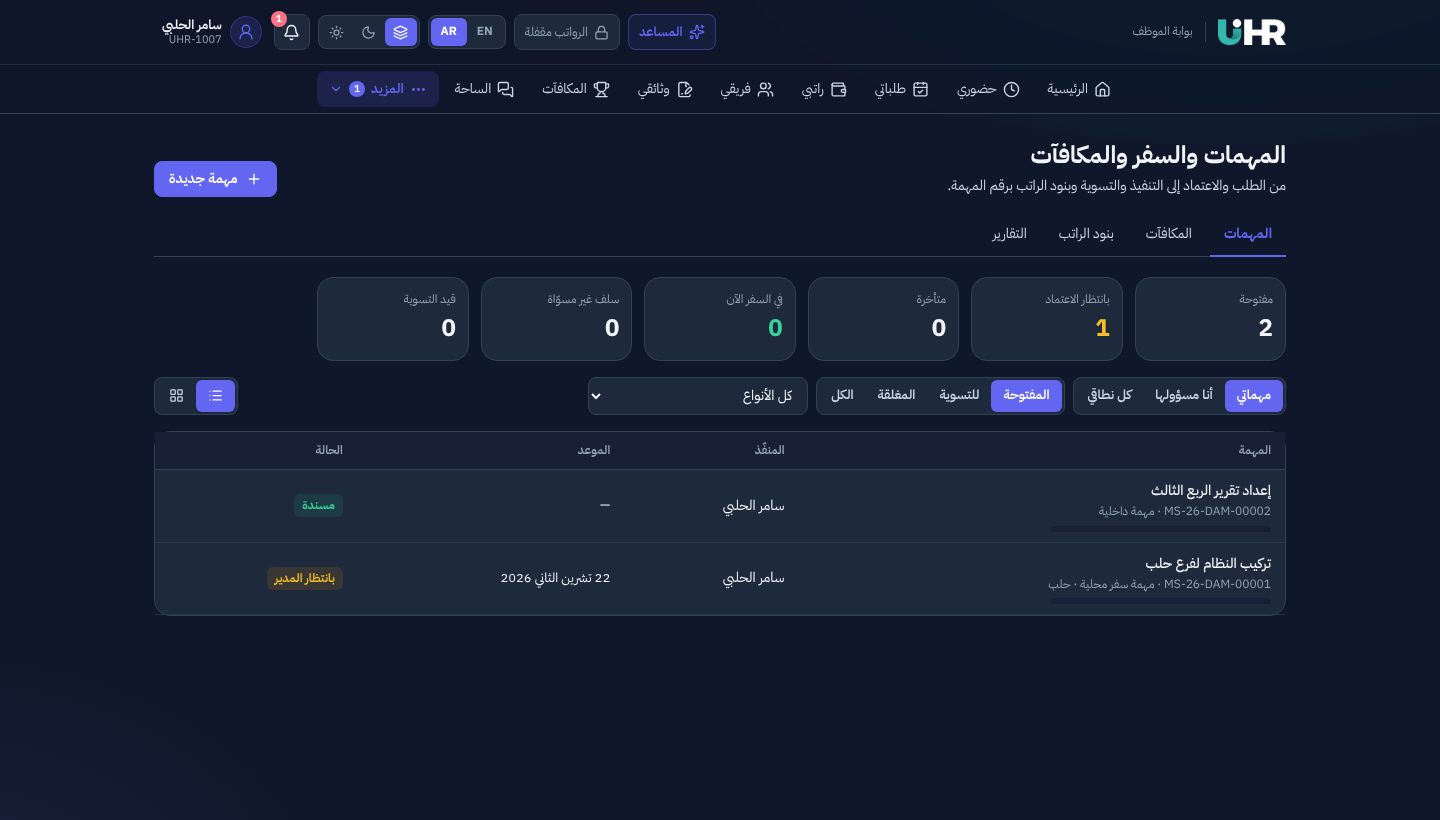 UHR
بوابة الموظف
المساعد
الرواتب مقفلة
AR EN
1
سامر الحلبي
UHR-1007
الرئيسية
حضوري
طلباتي
راتبي
فريقي
وثائقي
المكافآت
الساحة
المزيد 1
المهمات والسفر والمكافآت
من الطلب والاعتماد إلى التنفيذ والتسوية وبنود الراتب برقم المهمة.
مهمة جديدة
المهمات
المكافآت
بنود الراتب
التقارير
مفتوحة
2
بانتظار الاعتماد
1
متأخرة
0
في السفر الآن
0
سلف غير مسوّاة
0
قيد التسوية
0
مهماتي
أنا مسؤولها
كل نطاقي
المفتوحة
للتسوية
المغلقة
الكل
كل الأنواع
المهمة
المنفّذ
الموعد
الحالة
إعداد تقرير الربع الثالث
MS-26-DAM-00002 · مهمة داخلية
سامر الحلبي
—
مسندة
تركيب النظام لفرع حلب
MS-26-DAM-00001 · مهمة سفر محلية · حلب
سامر الحلبي
22 تشرين الثاني 2026
بانتظار المدير